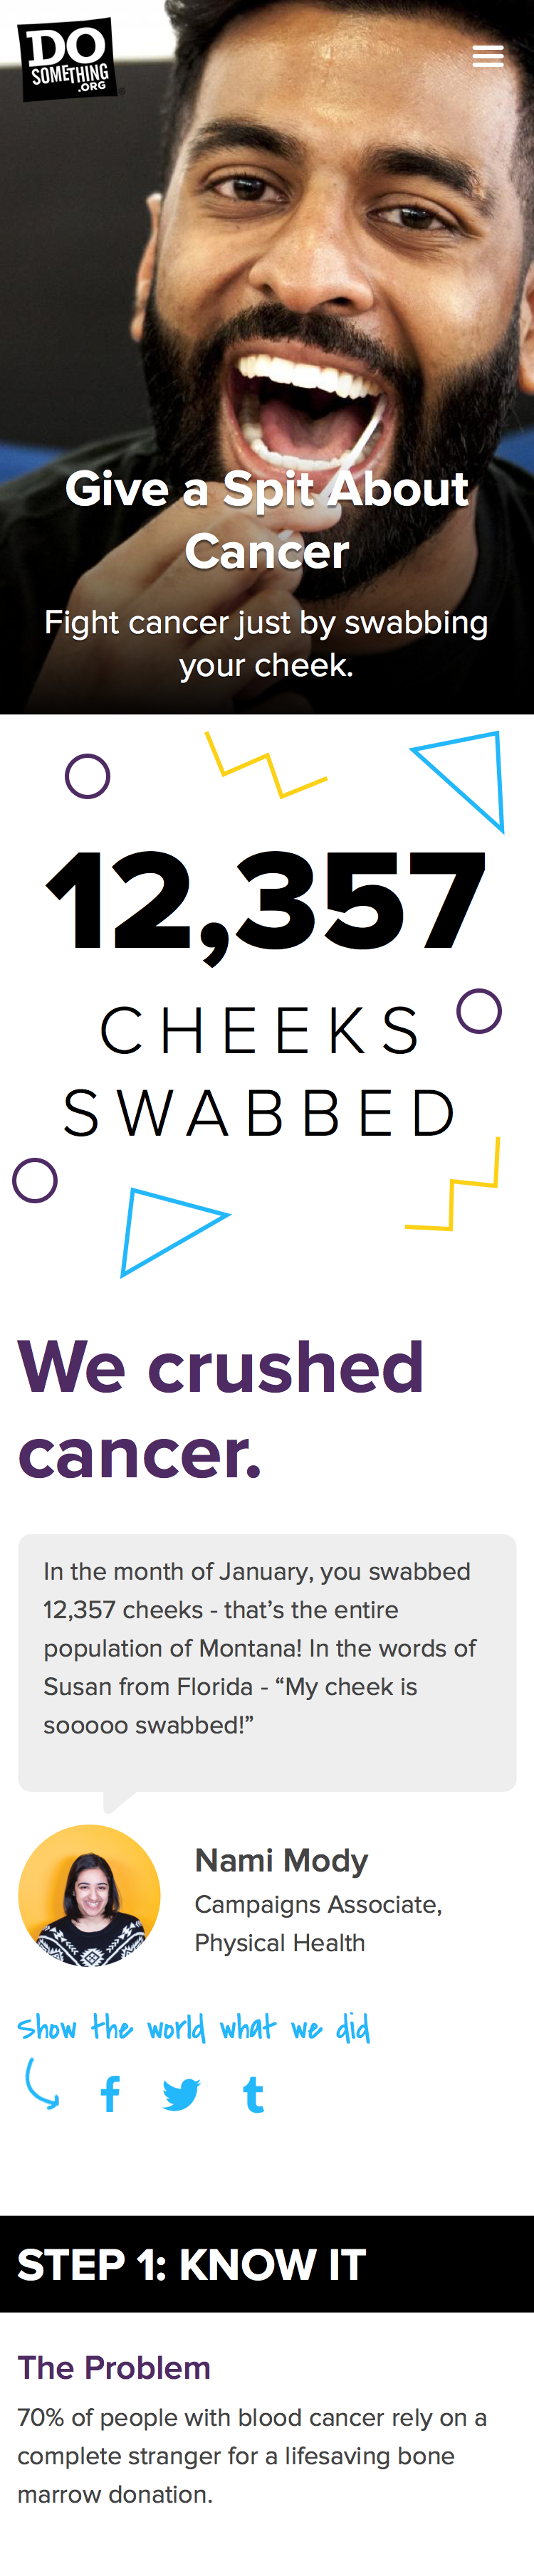 DO
SOMETHING
.ORG
Give a Spit About
Cancer
Fight cancer just by swabbing
your cheek.
12,357
CHEEKS
SWABBED
We crushed
cancer.
In the month of January, you swabbed
12,357 cheeks - that’s the entire
population of Montana! In the words of
Susan from Florida - “My cheek is
sooooo swabbed!”
Nami Mody
Campaigns Associate,
Physical Health
Show the world what we did
STEP 1: KNOW IT
The Problem
70% of people with blood cancer rely on a
complete stranger for a lifesaving bone
marrow donation.